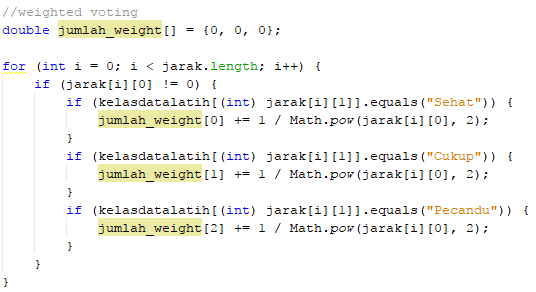 //weighted voting
double jumlah_weight[] = {0, 0, 0};
for (int i = 0; i < jarak.length; i++) {
if (jarak[i][0] != 0) {
if (kelasdatalatih[(int) jarak[i][1]].equals("Sehat")) {
jumlah_weight[0] += 1 / Math.pow(jarak[i][0], 2);
}
if (kelasdatalatih[(int) jarak[i][1]].equals("Cukup")) {
jumlah_weight[1] += 1 / Math.pow(jarak[i][0], 2);
}
if (kelasdatalatih[(int) jarak[i][1]].equals("Pecandu")) {
jumlah_weight[2] += 1 / Math.pow(jarak[i][0], 2);
}
}
}